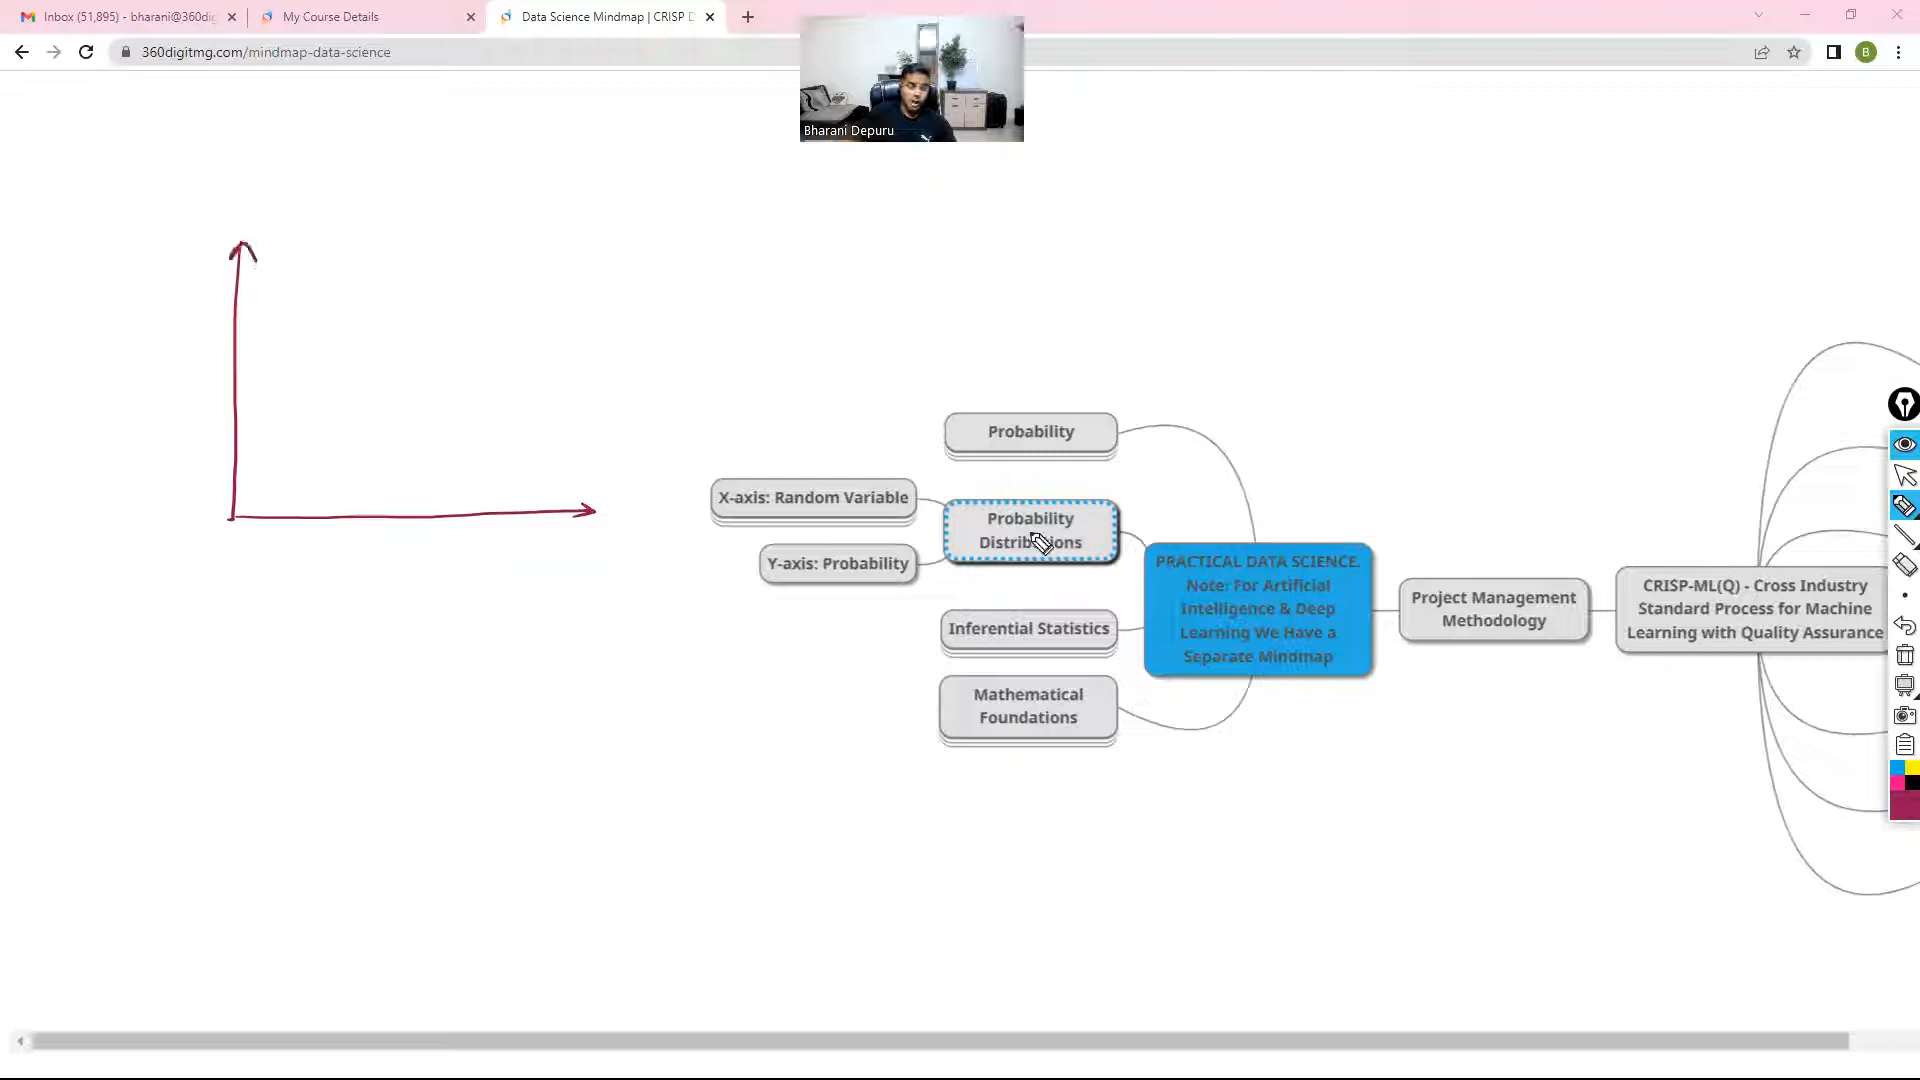 Inbox (51,895) - bharani@360dig
My Course Details
Data Science Mindmap | CRISP D
360digitmg.com/mindmap-data-science
B
Bharani Depuru
Probability
X-axis: Random Variable
Probability
Distributions
Y-axis: Probability
Inferential Statistics
Mathematical
Foundations
PRACTICAL DATA SCIENCE.
Note: For Artificial
Intelligence & Deep
Learning We Have a
Separate Mindmap
Project Management
Methodology
CRISP-ML(Q) - Cross Industry
Standard Process for Machine
Learning with Quality Assurance